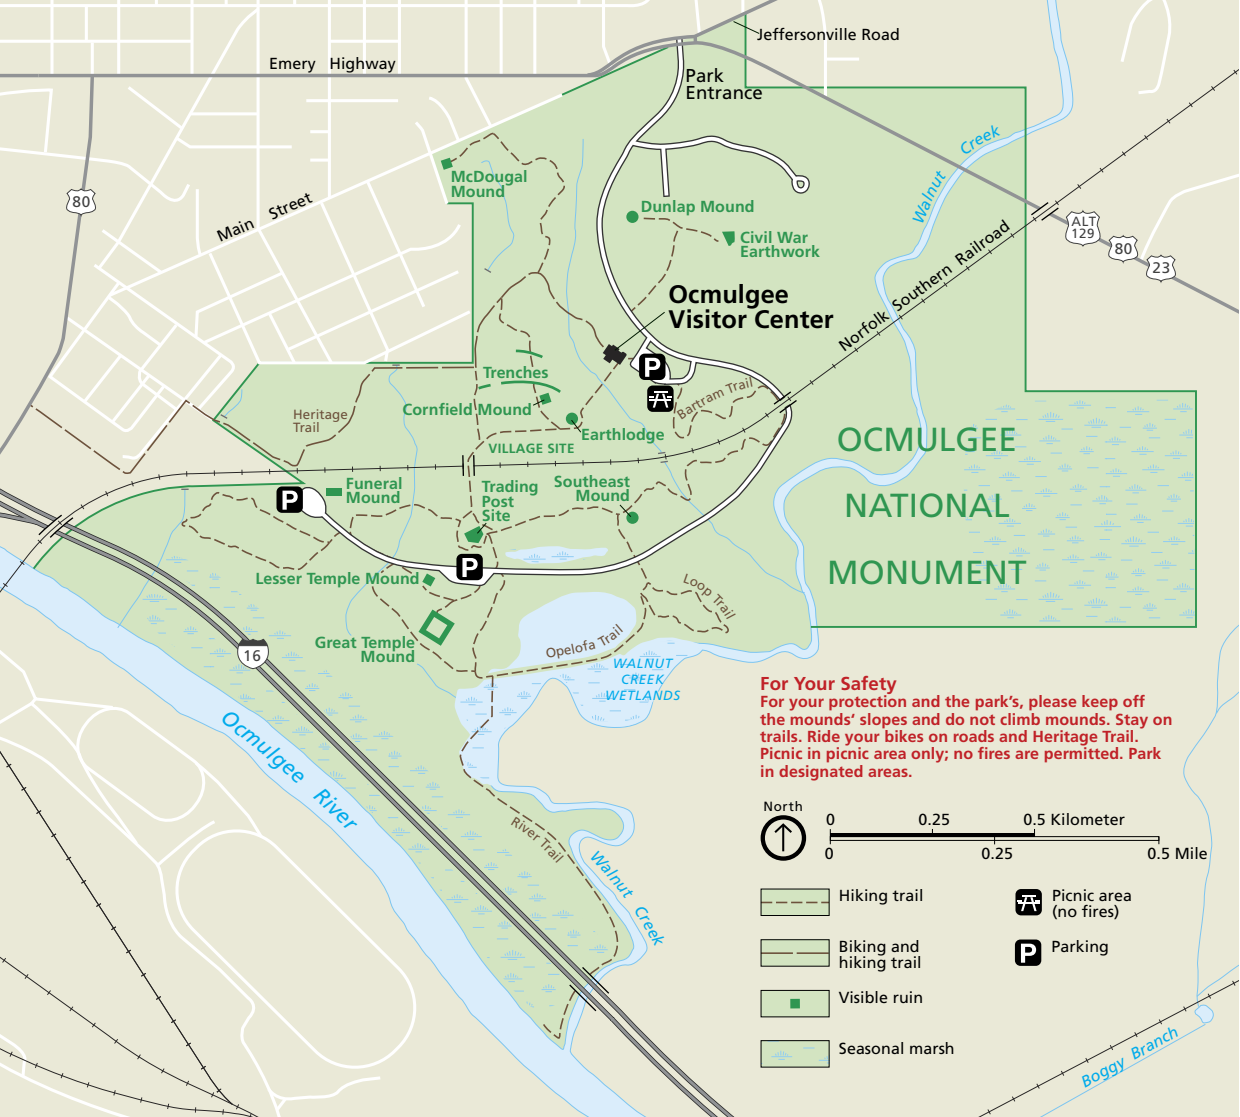 Jeffersonville Road
Emery Highway
Park
Entrance
Walnut
Creek
80
McDougal
Mound
Main Street
Dunlap Mound
Civil War
Earthwork
ALT
129
80
23
Norfolk Southern Railroad
Ocmulgee
Visitor Center
P
Trenches
Bartram Trail
Heritage
Trail
Cornfield Mound
Earthlodge
VILLAGE SITE
OCMULGEE
NATIONAL
MONUMENT
P
Funeral
Mound
Trading
Post
Site
Southeast
Mound
P
Lesser Temple Mound
Loop Trail
Great Temple
Mound
Opelofa Trail
WALNUT
CREEK
WETLANDS
16
Ocmulgee River
River Trail
Walnut Creek
For Your Safety
For your protection and the park's, please keep off
the mounds‘ slopes and do not climb mounds. Stay on
trails. Ride your bikes on roads and Heritage Trail.
Picnic in picnic area only; no fires are permitted. Park
in designated areas.
North
0 0.25 0.5 Kilometer
0 0.25 0.5 Mile
Hiking trail
Picnic area
(no fires)
Biking and
hiking trail
P Parking
Visible ruin
Seasonal marsh
Boggy Branch